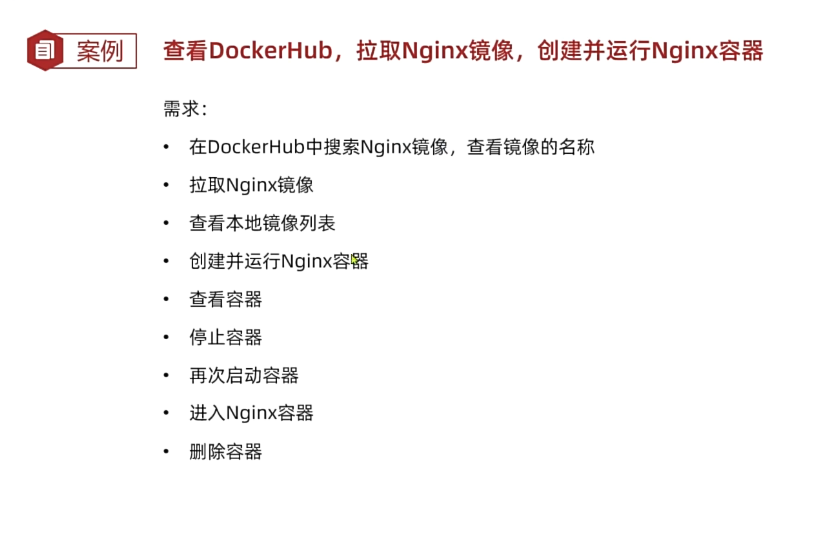 案例
查看DockerHub，拉取Nginx镜像，创建并运行Nginx容器
需求：
• 在DockerHub中搜索Nginx镜像，查看镜像的名称
• 拉取Nginx镜像
• 查看本地镜像列表
• 创建并运行Nginx容器
• 查看容器
• 停止容器
• 再次启动容器
• 进入Nginx容器
• 删除容器